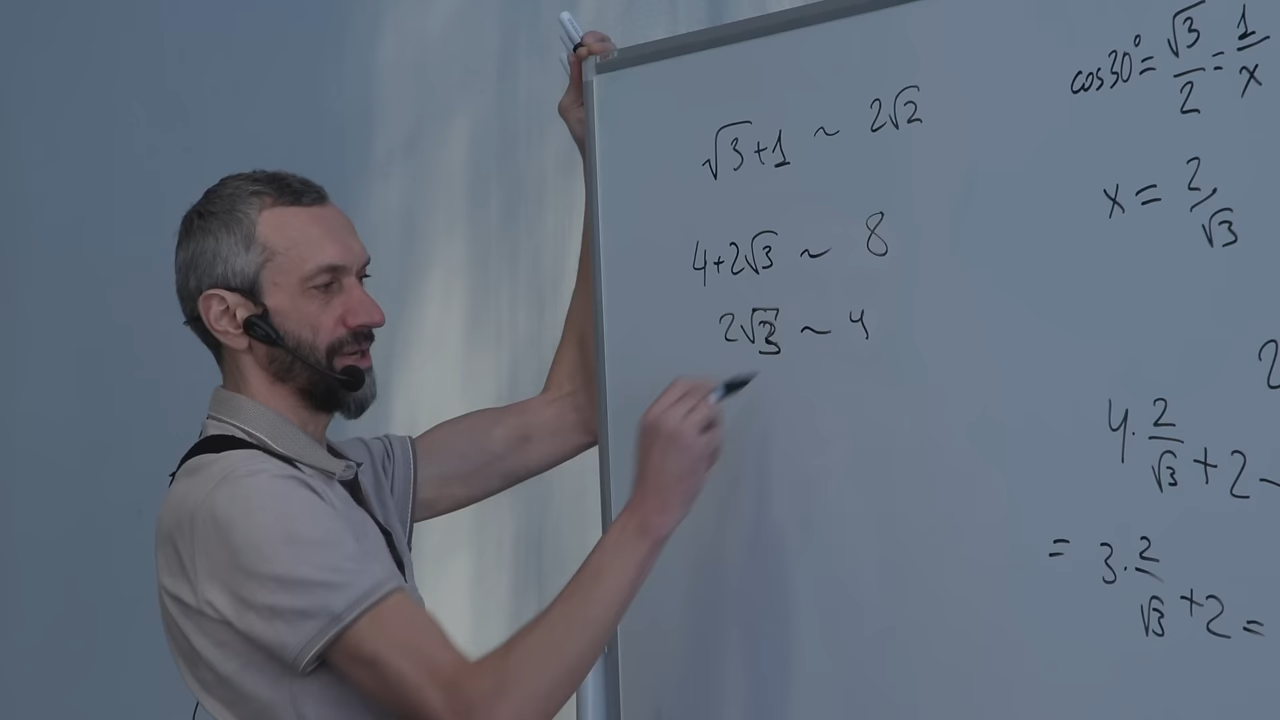 √3+1 ~ 2√2
4+2√3 ~ 8
2√3 ~ 4
cos30°= √3/2 = 1/x
x = 2/√3
2
4·2/√3 + 2 -
= 3·2/√3 + 2 =